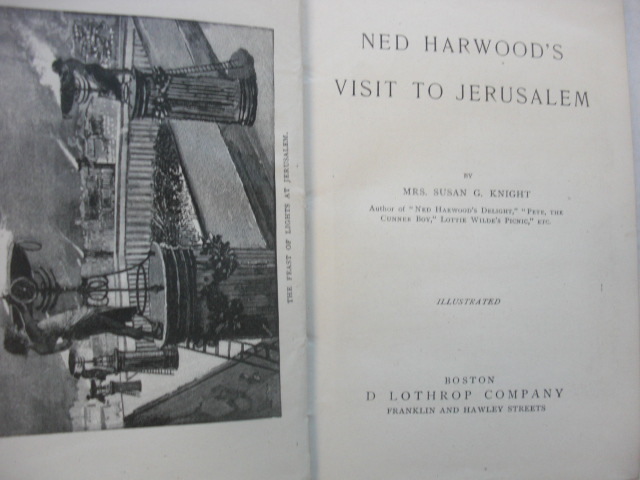 THE FEAST OF LIGHTS AT JERUSALEM.
NED HARWOOD'S
VISIT TO JERUSALEM
BY
MRS. SUSAN G. KNIGHT
Author of "NED HARWOOD'S DELIGHT," "PETE, THE
CUNNER BOY," LOTTIE WILDE'S PICNIC," ETC.
ILLUSTRATED
BOSTON
D LOTHROP COMPANY
FRANKLIN AND HAWLEY STREETS